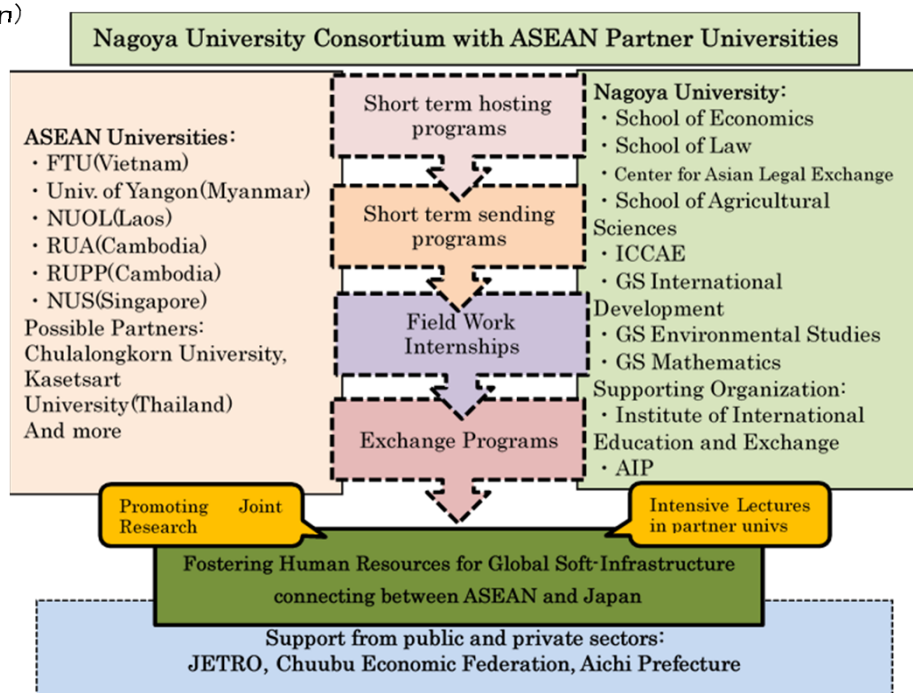 n)
Nagoya University Consortium with ASEAN Partner Universities
ASEAN Universities:
・FTU(Vietnam)
・Univ. of Yangon(Myanmar)
・NUOL(Laos)
・RUA(Cambodia)
・RUPP(Cambodia)
・NUS(Singapore)
Possible Partners:
Chulalongkorn University,
Kasetsart
University(Thailand)
And more
Short term hosting
programs
Short term sending
programs
Field Work
Internships
Exchange Programs
Nagoya University:
・School of Economics
・School of Law
・Center for Asian Legal Exchange
・School of Agricultural
Sciences
・ICCAE
・GS International
Development
・GS Environmental Studies
・GS Mathematics
Supporting Organization:
・Institute of International
Education and Exchange
・AIP
Promoting Joint
Research
Intensive Lectures
in partner univs
Fostering Human Resources for Global Soft-Infrastructure
connecting between ASEAN and Japan
Support from public and private sectors:
JETRO, Chuubu Economic Federation, Aichi Prefecture